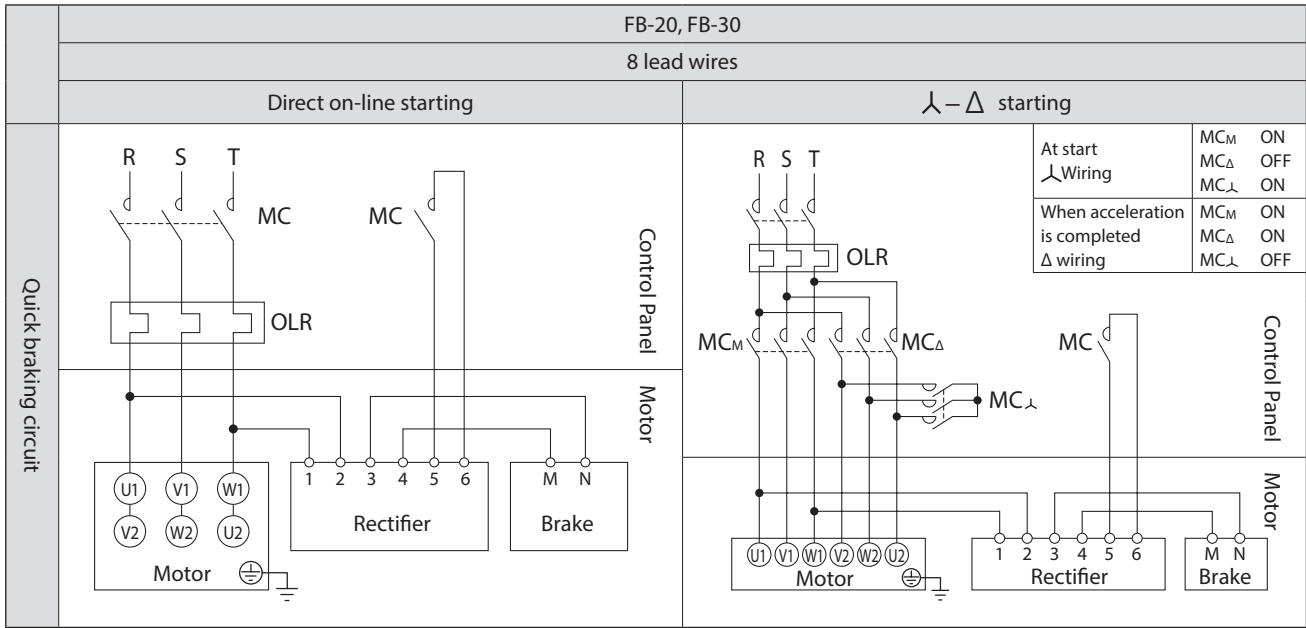 FB-20, FB-30
8 lead wires
Direct on-line starting
⅄ – Δ starting
Quick braking circuit
R S T
MC
MC
OLR
Control Panel
Motor
U1 V1 W1
V2 W2 U2
Motor
1 2 3 4 5 6
Rectifier
M N
Brake
At start
⅄ Wiring
MCM ON
MCΔ OFF
MC⅄ ON
When acceleration
is completed
Δ wiring
MCM ON
MCΔ ON
MC⅄ OFF
R S T
OLR
MCM
MCΔ
MC
MC⅄
Control Panel
Motor
U1 V1 W1 V2 W2 U2
Motor
1 2 3 4 5 6
Rectifier
M N
Brake